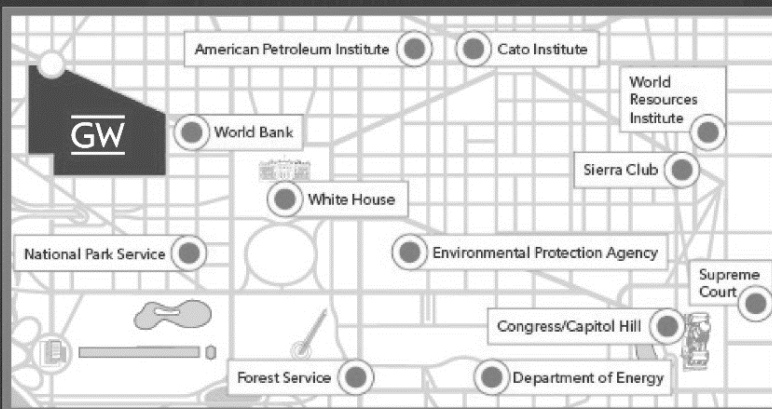 American Petroleum Institute
Cato Institute
World
Resources
Institute
GW
World Bank
Sierra Club
White House
National Park Service
Environmental Protection Agency
Supreme
Court
Congress/Capitol Hill
Forest Service
Department of Energy